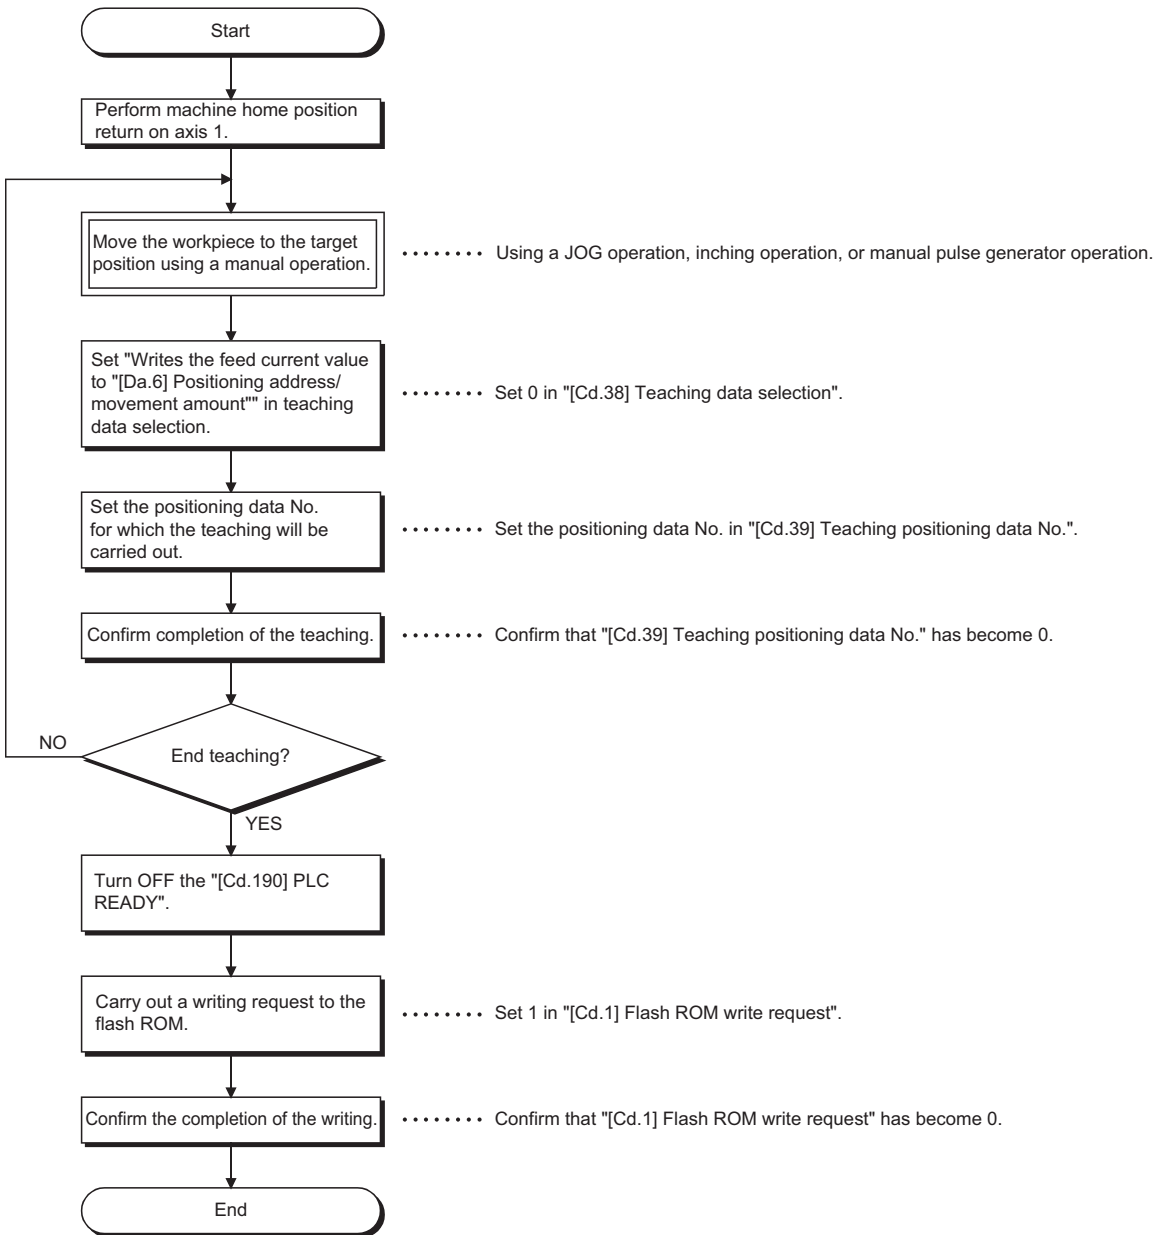 Start
Perform machine home position
return on axis 1.
Move the workpiece to the target
position using a manual operation.
Using a JOG operation, inching operation, or manual pulse generator operation.
Set "Writes the feed current value
to "[Da.6] Positioning address/
movement amount"" in teaching
data selection.
Set 0 in "[Cd.38] Teaching data selection".
Set the positioning data No.
for which the teaching will be
carried out.
Set the positioning data No. in "[Cd.39] Teaching positioning data No.".
Confirm completion of the teaching.
Confirm that "[Cd.39] Teaching positioning data No." has become 0.
NO
End teaching?
YES
Turn OFF the "[Cd.190] PLC
READY".
Carry out a writing request to the
flash ROM.
Set 1 in "[Cd.1] Flash ROM write request".
Confirm the completion of the writing.
Confirm that "[Cd.1] Flash ROM write request" has become 0.
End